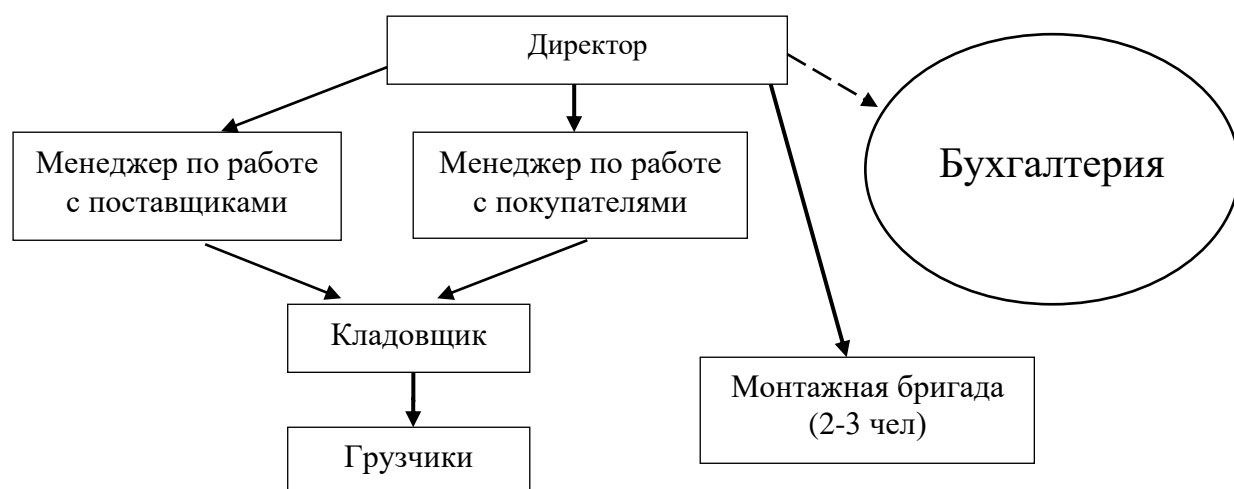 Директор
Бухгалтерия
Менеджер по работе
с поставщиками
Менеджер по работе
с покупателями
Кладовщик
Монтажная бригада
(2-3 чел)
Грузчики